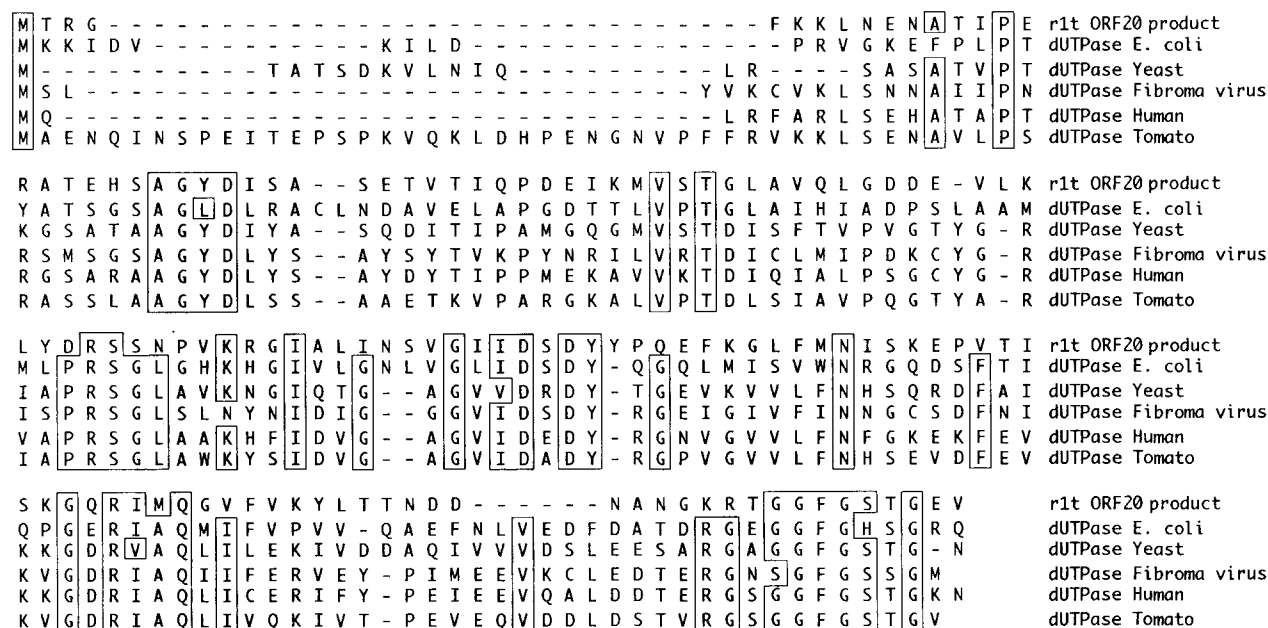 M T R G - - - - - - - - - - - - - - - - - - - - - - - - - - - - F K K L N E N A T I P E r1t ORF20 product
M K K I D V - - - - - - - - - K I L D - - - - - - - - - - - - - - P R V G K E F P L P T dUTPase E. coli
M - - - - - - - - - - T A T S D K V L N I Q - - - - - - - - - L R - - - - S A S A T V P T dUTPase Yeast
M S L - - - - - - - - - - - - - - - - - - - - - - - - - - Y V K C V K L S N N A I I P N dUTPase Fibroma virus
M Q - - - - - - - - - - - - - - - - - - - - - - - - - - - L R F A R L S E H A T A P T dUTPase Human
M A E N Q I N S P E I T E P S P K V Q K L D H P E N G N V P F F R V K K L S E N A V L P S dUTPase Tomato
R A T E H S A G Y D I S A - - S E T V T I Q P D E I K M V S T G L A V Q L G D D E - V L K r1t ORF20 product
Y A T S G S A G L D L R A C L N D A V E L A P G D T T L V P T G L A I H I A D P S L A A M dUTPase E. coli
K G S A T A A G Y D I Y A - - S Q D I T I P A M G Q G M V S T D I S F T V P V G T Y G - R dUTPase Yeast
R S M S G S A G Y D L Y S - - A Y S Y T V K P Y N R I L V R T D I C L M I P D K C Y G - R dUTPase Fibroma virus
R G S A R A A G Y D L Y S - - A Y D Y T I P P M E K A V V K T D I Q I A L P S G C Y G - R dUTPase Human
R A S S L A A G Y D L S S - - A A E T K V P A R G K A L V P T D L S I A V P Q G T Y A - R dUTPase Tomato
L Y D R S S N P V K R G I A L I N S V G I I D S D Y Y P Q E F K G L F M N I S K E P V T I r1t ORF20 product
M L P R S G L G H K H G I V L G N L V G L I D S D Y - Q G Q L M I S V W N R G Q D S F T I dUTPase E. coli
I A P R S G L A V K N G I Q T G - - A G V V D R D Y - T G E V K V V L F N H S Q R D F A I dUTPase Yeast
I S P R S G L S L N Y N I D I G - - G G V I D S D Y - R G E I G I V F I N N G C S D F N I dUTPase Fibroma virus
V A P R S G L A A K H F I D V G - - A G V I D E D Y - R G N V G V V L F N F G K E K F E V dUTPase Human
I A P R S G L A W K Y S I D V G - - A G V I D A D Y - R G P V G V V L F N H S E V D F E V dUTPase Tomato
S K G Q R I M Q G V F V K Y L T T N D D - - - - - - N A N G K R T G G F G S T G E V r1t ORF20 product
Q P G E R I A Q M I F V P V V - Q A E F N L V E D F D A T D R G E G G F G H S G R Q dUTPase E. coli
K K G D R V A Q L I L E K I V D D A Q I V V V D S L E E S A R G A G G F G S T G - N dUTPase Yeast
K V G D R I A Q I I F E R V E Y - P I M E E V K C L E D T E R G N S G F G S S G M dUTPase Fibroma virus
K K G D R I A Q L I C E R I F Y - P E I E E V Q A L D D T E R G S G G F G S T G K N dUTPase Human
K V G D R I A Q L I V Q K I V T - P E V E Q V D D L D S T V R G S G G F G S T G V dUTPase Tomato